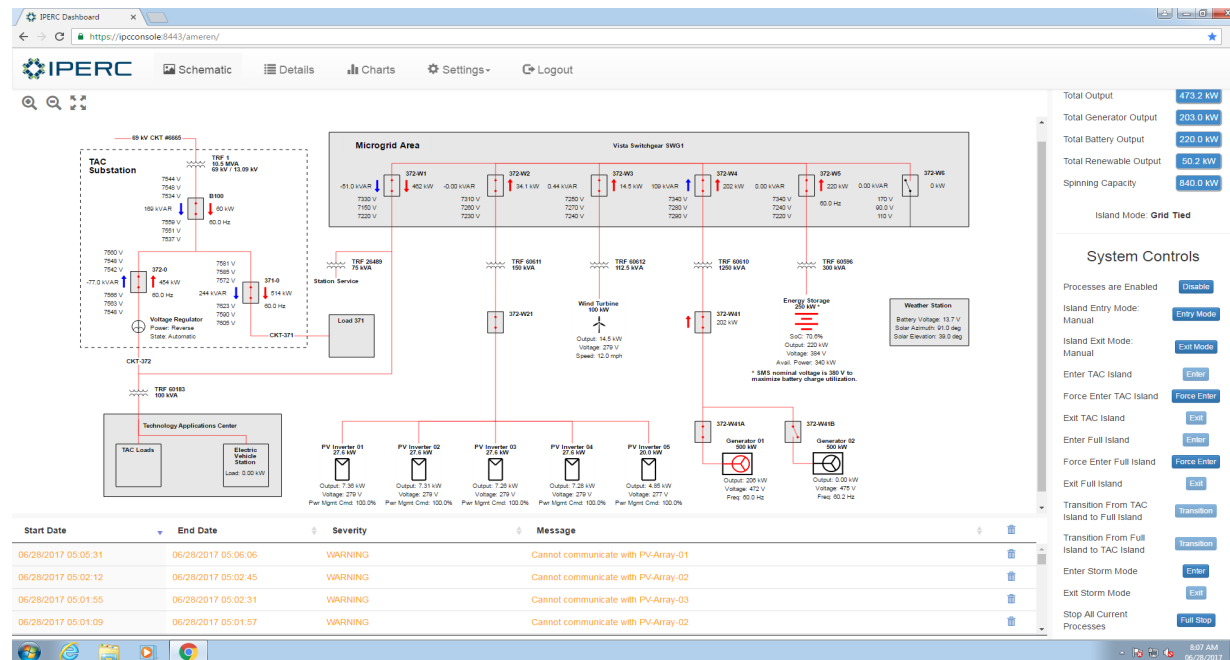 IPERC Dashboard
https://ipcconsole:8443/ameren/
IPERC
Schematic
Details
Charts
Settings
Logout
69 kV CKT #6665
TAC
Substation
TRF 1
10.5 MVA
69 kV / 13.09 kV
7544 V
7548 V
7534 V
B100
169 kVAR
60 kW
60.0 Hz
7559 V
7551 V
7537 V
7560 V
7548 V
7542 V
372-0
-77.0 kVAR
454 kW
60.0 Hz
7566 V
7563 V
7548 V
7581 V
7585 V
7572 V
371-0
244 kVAR
514 kW
60.0 Hz
7623 V
7590 V
7605 V
Voltage Regulator
Power: Reverse
State: Automatic
CKT-371
CKT-372
Load 371
TRF 60183
100 kVA
Technology Applications Center
TAC Loads
Electric
Vehicle
Station
Load: 0.00 kW
Microgrid Area
Vista Switchgear SWG1
372-W1
-51.0 kVAR
462 kW
7330 V
7150 V
7220 V
372-W2
-0.00 kVAR
34.1 kW
7310 V
7260 V
7230 V
372-W3
0.44 kVAR
14.5 kW
7250 V
7270 V
7240 V
372-W4
109 kVAR
202 kW
7340 V
7280 V
7290 V
372-W5
0.00 kVAR
220 kW
60.0 Hz
7340 V
7240 V
7220 V
372-W6
0.00 kVAR
0 kW
170 V
90.0 V
110 V
TRF 26489
75 kVA
Station Service
TRF 60611
150 kVA
TRF 60612
112.5 kVA
TRF 60610
1250 kVA
TRF 60596
300 kVA
372-W21
Wind Turbine
100 kW
Output: 14.5 kW
Voltage: 279 V
Speed: 12.0 mph
372-W41
202 kW
Energy Storage
250 kW *
SoC: 70.6%
Output: 220 kW
Voltage: 394 V
Avail. Power: 340 kW
* SMS nominal voltage is 380 V to
maximize battery charge utilization.
Weather Station
Battery Voltage: 13.7 V
Solar Azimuth: 91.0 deg
Solar Elevation: 39.0 deg
PV Inverter 01
27.6 kW
Output: 7.36 kW
Voltage: 279 V
Pwr Mgmt Cmd: 100.0%
PV Inverter 02
27.6 kW
Output: 7.31 kW
Voltage: 279 V
Pwr Mgmt Cmd: 100.0%
PV Inverter 03
27.6 kW
Output: 7.26 kW
Voltage: 279 V
Pwr Mgmt Cmd: 100.0%
PV Inverter 04
27.6 kW
Output: 7.28 kW
Voltage: 279 V
Pwr Mgmt Cmd: 100.0%
PV Inverter 05
20.0 kW
Output: 4.85 kW
Voltage: 277 V
Pwr Mgmt Cmd: 100.0%
372-W41A
Generator 01
500 kW
Output: 206 kW
Voltage: 472 V
Freq: 60.0 Hz
372-W41B
Generator 02
500 kW
Output: 0.00 kW
Voltage: 475 V
Freq: 60.2 Hz
Start Date End Date Severity Message
06/28/2017 05:05:31 06/28/2017 05:06:06 WARNING Cannot communicate with PV-Array-01
06/28/2017 05:02:12 06/28/2017 05:02:45 WARNING Cannot communicate with PV-Array-02
06/28/2017 05:01:55 06/28/2017 05:02:31 WARNING Cannot communicate with PV-Array-03
06/28/2017 05:01:09 06/28/2017 05:01:57 WARNING Cannot communicate with PV-Array-02
Total Output 473.2 kW
Total Generator Output 203.0 kW
Total Battery Output 220.0 kW
Total Renewable Output 50.2 kW
Spinning Capacity 840.0 kW
Island Mode: Grid Tied
System Controls
Processes are Enabled Disable
Island Entry Mode:
Manual
Entry Mode
Island Exit Mode:
Manual
Exit Mode
Enter TAC Island Enter
Force Enter TAC Island Force Enter
Exit TAC Island Exit
Enter Full Island Enter
Force Enter Full Island Force Enter
Exit Full Island Exit
Transition From TAC
Island to Full Island
Transition
Transition From Full
Island to TAC Island
Transition
Enter Storm Mode Enter
Exit Storm Mode Exit
Stop All Current
Processes
Full Stop
8:07 AM
06/28/2017